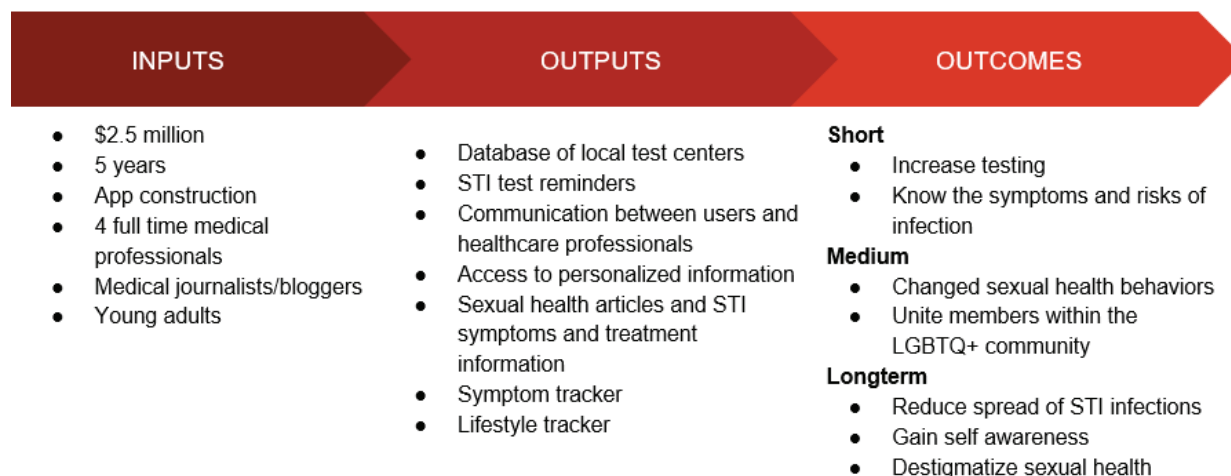 INPUTS
OUTPUTS
OUTCOMES
● $2.5 million
● 5 years
● App construction
● 4 full time medical
professionals
● Medical journalists/bloggers
● Young adults
● Database of local test centers
● STI test reminders
● Communication between users and
healthcare professionals
● Access to personalized information
● Sexual health articles and STI
symptoms and treatment
information
● Symptom tracker
● Lifestyle tracker
Short
● Increase testing
● Know the symptoms and risks of
infection
Medium
● Changed sexual health behaviors
● Unite members within the
LGBTQ+ community
Longterm
● Reduce spread of STI infections
● Gain self awareness
● Destigmatize sexual health